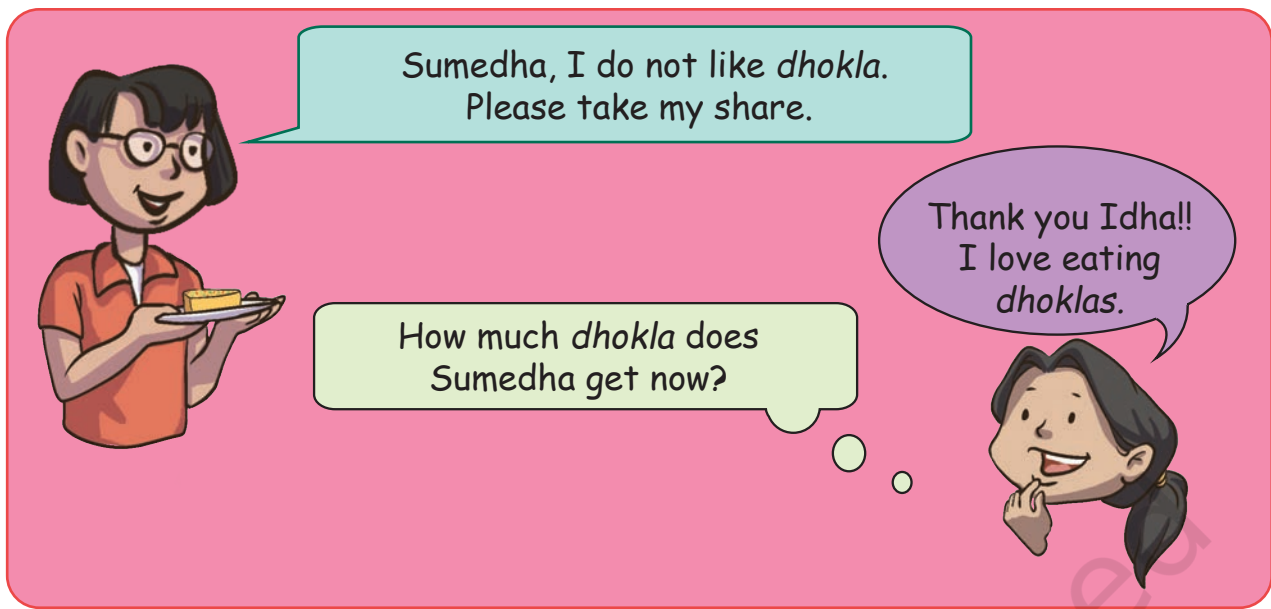 Sumedha, I do not like dhokla.
Please take my share.
Thank you Idha!!
I love eating
dhoklas.
How much dhokla does
Sumedha get now?